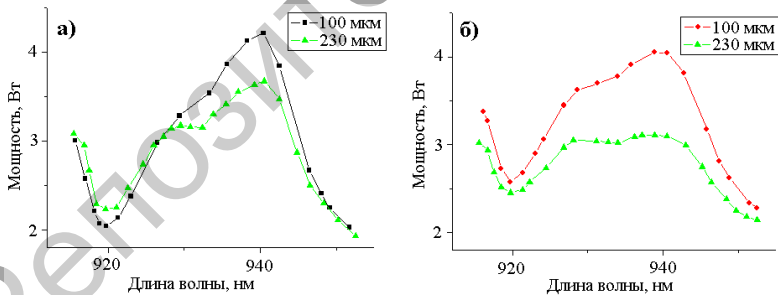 а)
100 мкм
230 мкм
4
3
2
Мощность, Вт
920
940
Длина волны, нм
б)
100 мкм
230 мкм
4
3
2
Мощность, Вт
920
940
Длина волны, нм